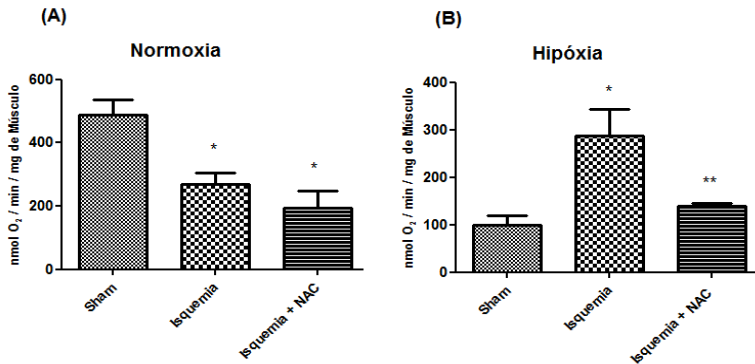 (A)
Normoxia
nmol O₂ / min / mg de Músculo
600
400
200
0
*
*
Sham
Isquemia
Isquemia + NAC
(B)
Hipóxia
nmol O₂ / min / mg de Músculo
400
300
200
100
0
*
**
Sham
Isquemia
Isquemia + NAC